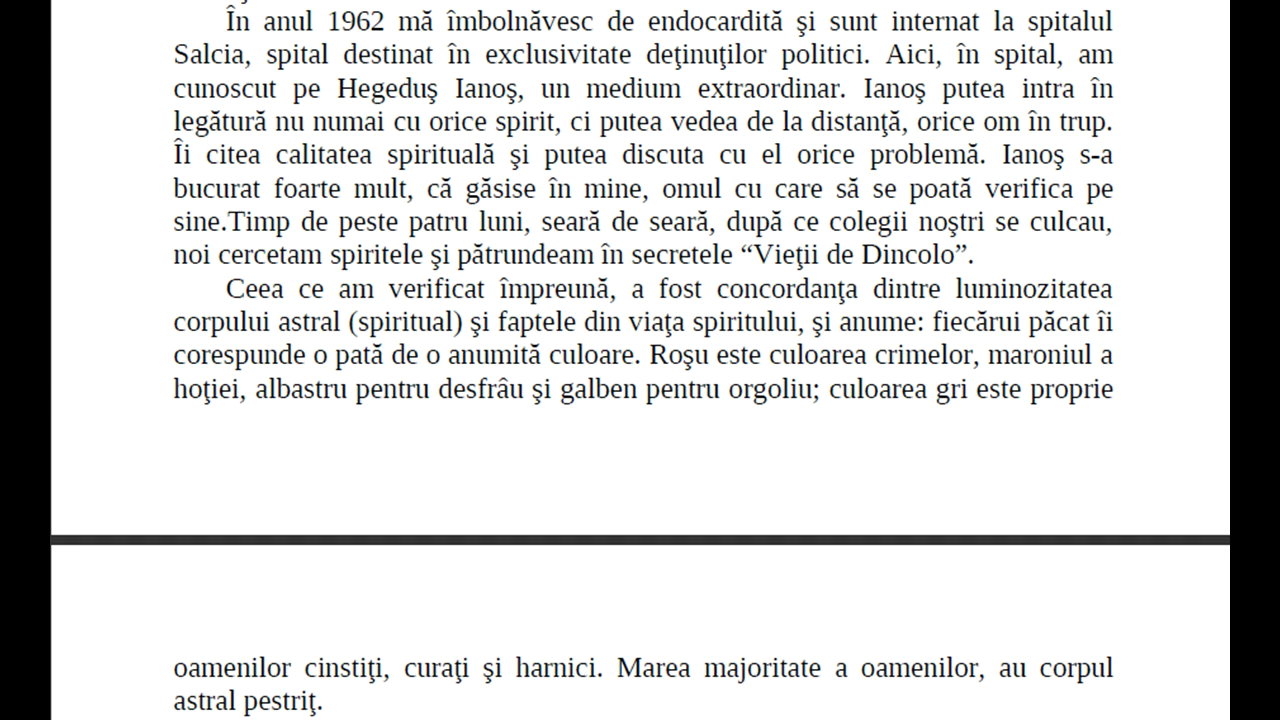 În anul 1962 mă îmbolnăvesc de endocardită şi sunt internat la spitalul
Salcia, spital destinat în exclusivitate deţinuţilor politici. Aici, în spital, am
cunoscut pe Hegeduş Ianoş, un medium extraordinar. Ianoş putea intra în
legătură nu numai cu orice spirit, ci putea vedea de la distanţă, orice om în trup.
Îi citea calitatea spirituală şi putea discuta cu el orice problemă. Ianoş s-a
bucurat foarte mult, că găsise în mine, omul cu care să se poată verifica pe
sine.Timp de peste patru luni, seară de seară, după ce colegii noştri se culcau,
noi cercetam spiritele şi pătrundeam în secretele “Vieţii de Dincolo”.
Ceea ce am verificat împreună, a fost concordanţa dintre luminozitatea
corpului astral (spiritual) şi faptele din viaţa spiritului, şi anume: fiecărui păcat îi
corespunde o pată de o anumită culoare. Roşu este culoarea crimelor, maroniul a
hoţiei, albastru pentru desfrâu şi galben pentru orgoliu; culoarea gri este proprie
oamenilor cinstiţi, curaţi şi harnici. Marea majoritate a oamenilor, au corpul
astral pestriţ.